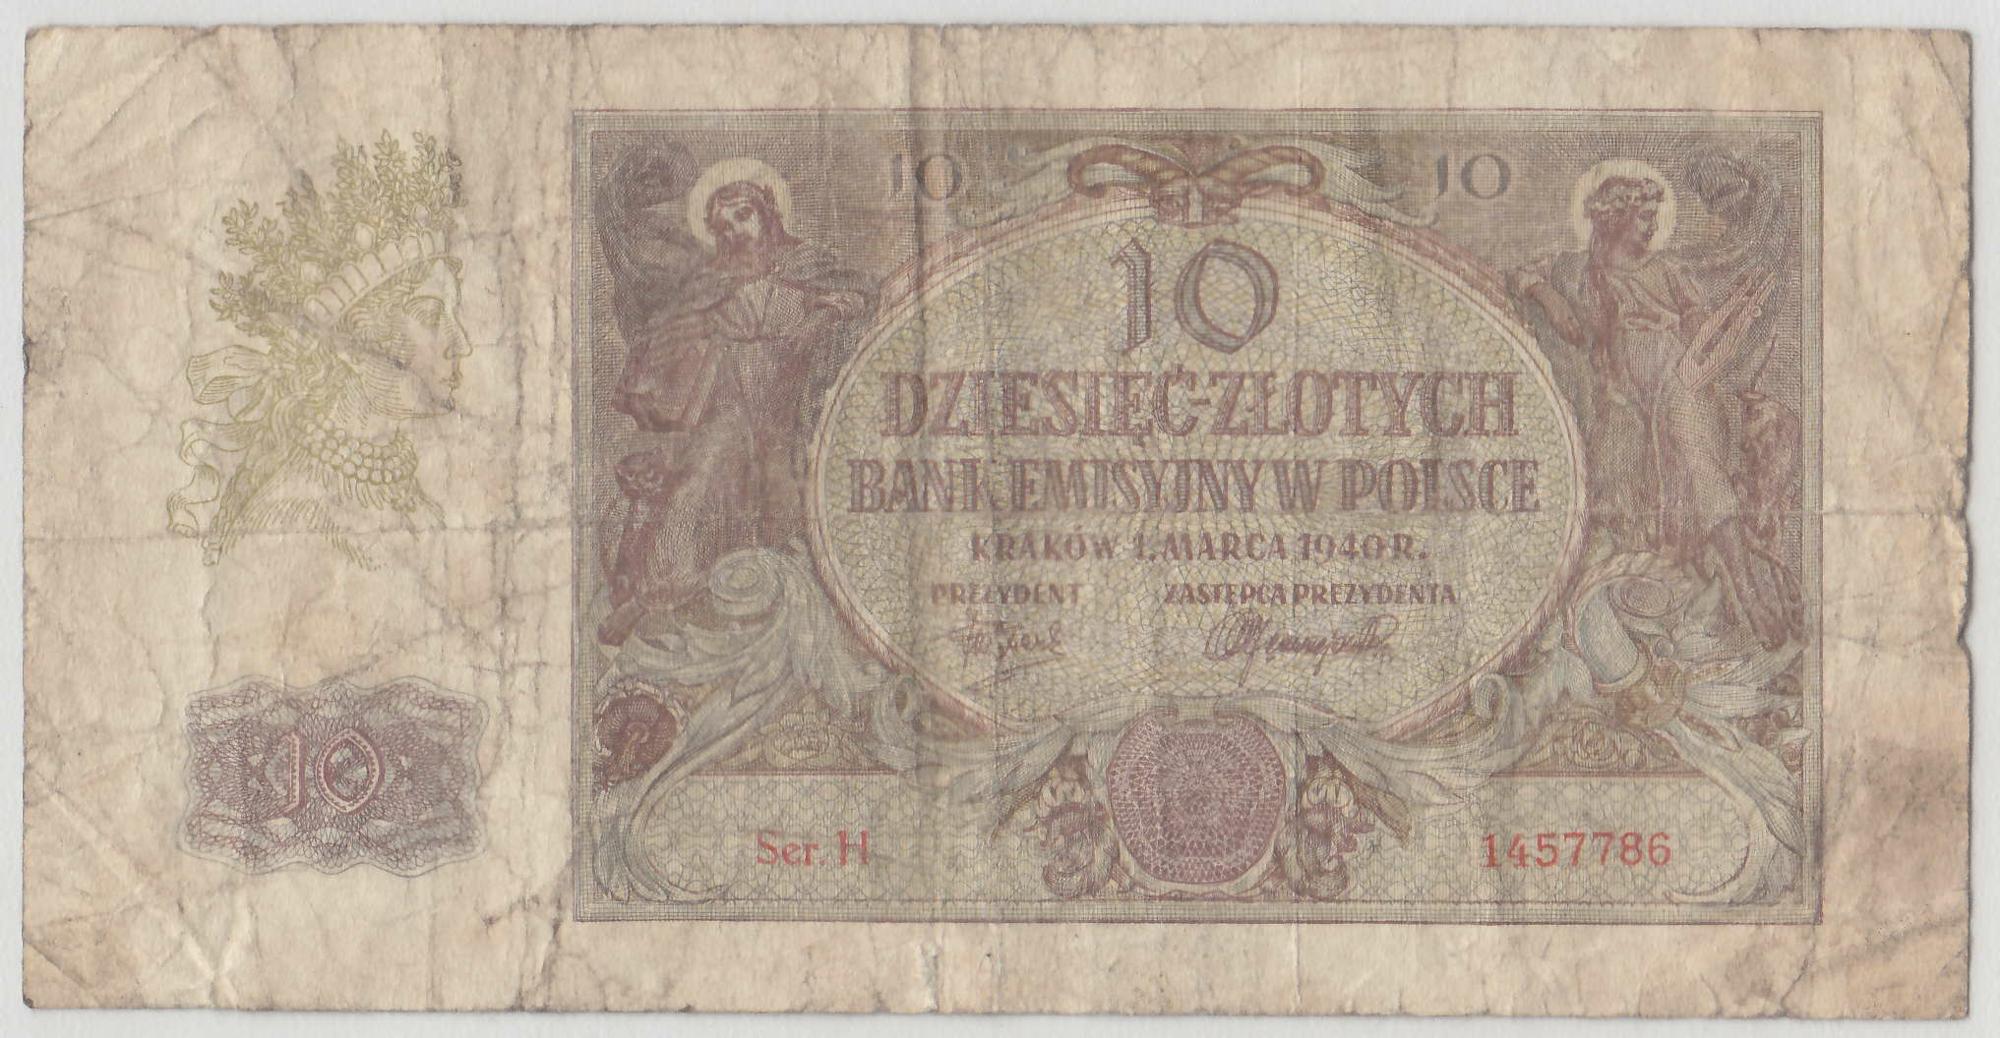 10 10
10
DZIESIĘĆ-ZŁOTYCH
BANK EMISYJNY W POLSCE
KRAKÓW 1. MARCA 1940 R.
PREZYDENT ZASTĘPCA PREZYDENTA
10
Ser. H 1457786